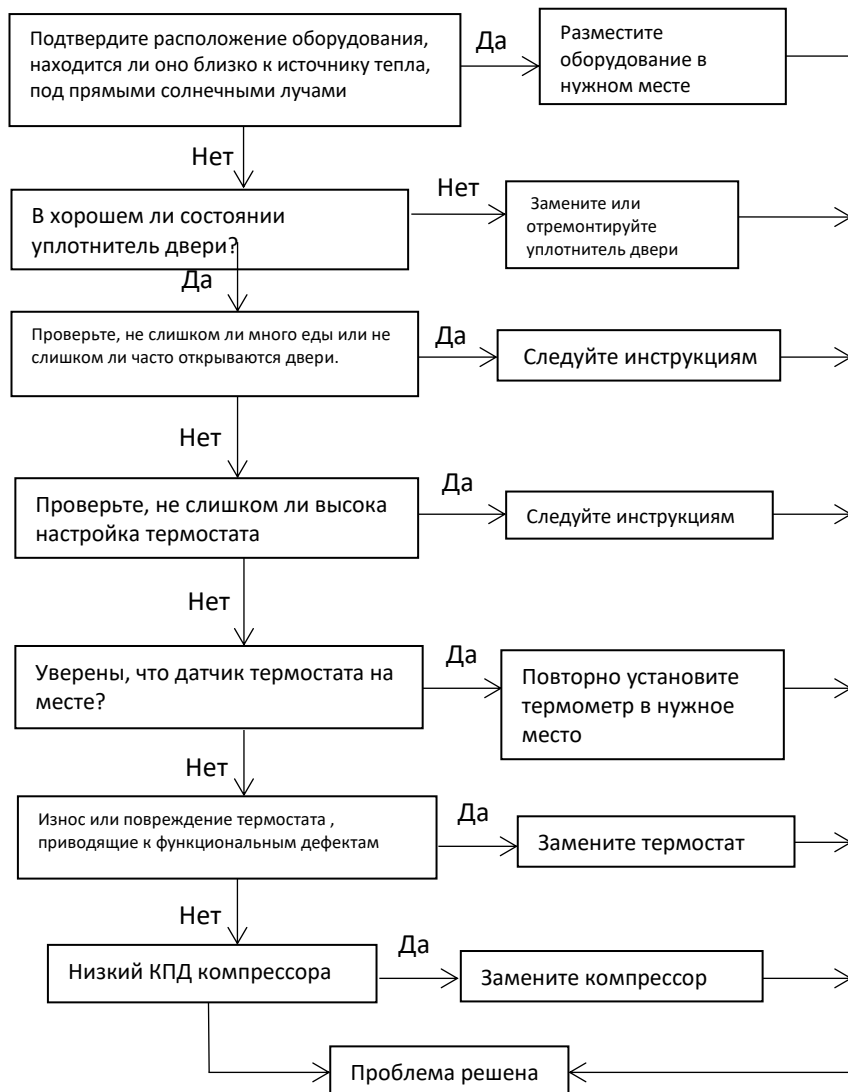 Подтвердите расположение оборудования,
находится ли оно близко к источнику тепла,
под прямыми солнечными лучами
Да
Разместите
оборудование в
нужном месте
Нет
В хорошем ли состоянии
уплотнитель двери?
Нет
Замените или
отремонтируйте
уплотнитель двери
Да
Проверьте, не слишком ли много еды или не
слишком ли часто открываются двери.
Да
Следуйте инструкциям
Нет
Проверьте, не слишком ли высока
настройка термостата
Да
Следуйте инструкциям
Нет
Уверены, что датчик термостата на
месте?
Да
Повторно установите
термометр в нужное
место
Нет
Износ или повреждение термостата ,
приводящие к функциональным дефектам
Да
Замените термостат
Нет
Низкий КПД компрессора
Да
Замените компрессор
Проблема решена